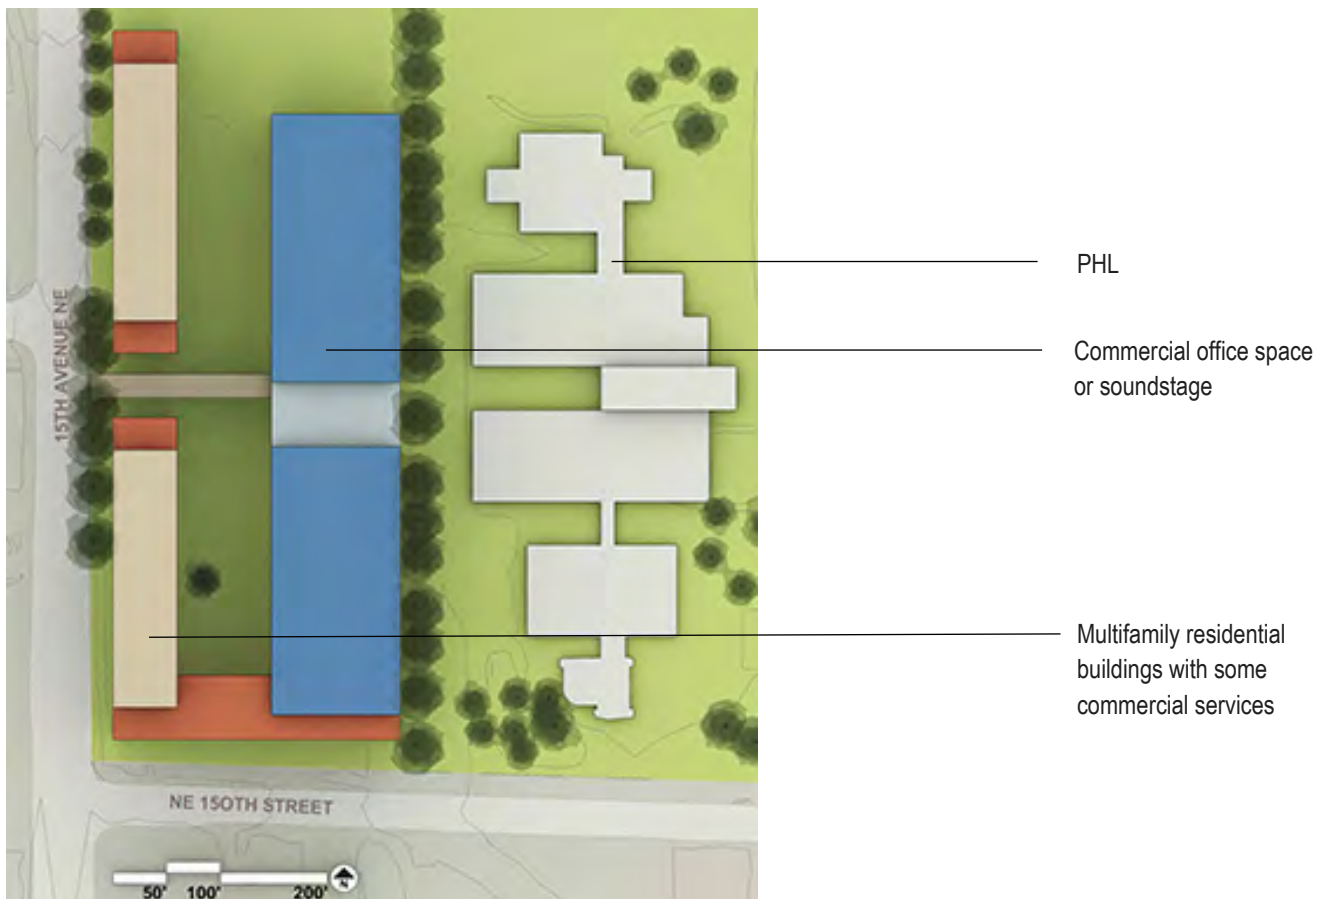 PHL
Commercial office space
or soundstage
15TH AVENUE NE
Multifamily residential
buildings with some
commercial services
NE 150TH STREET
50' 100' 200'
N